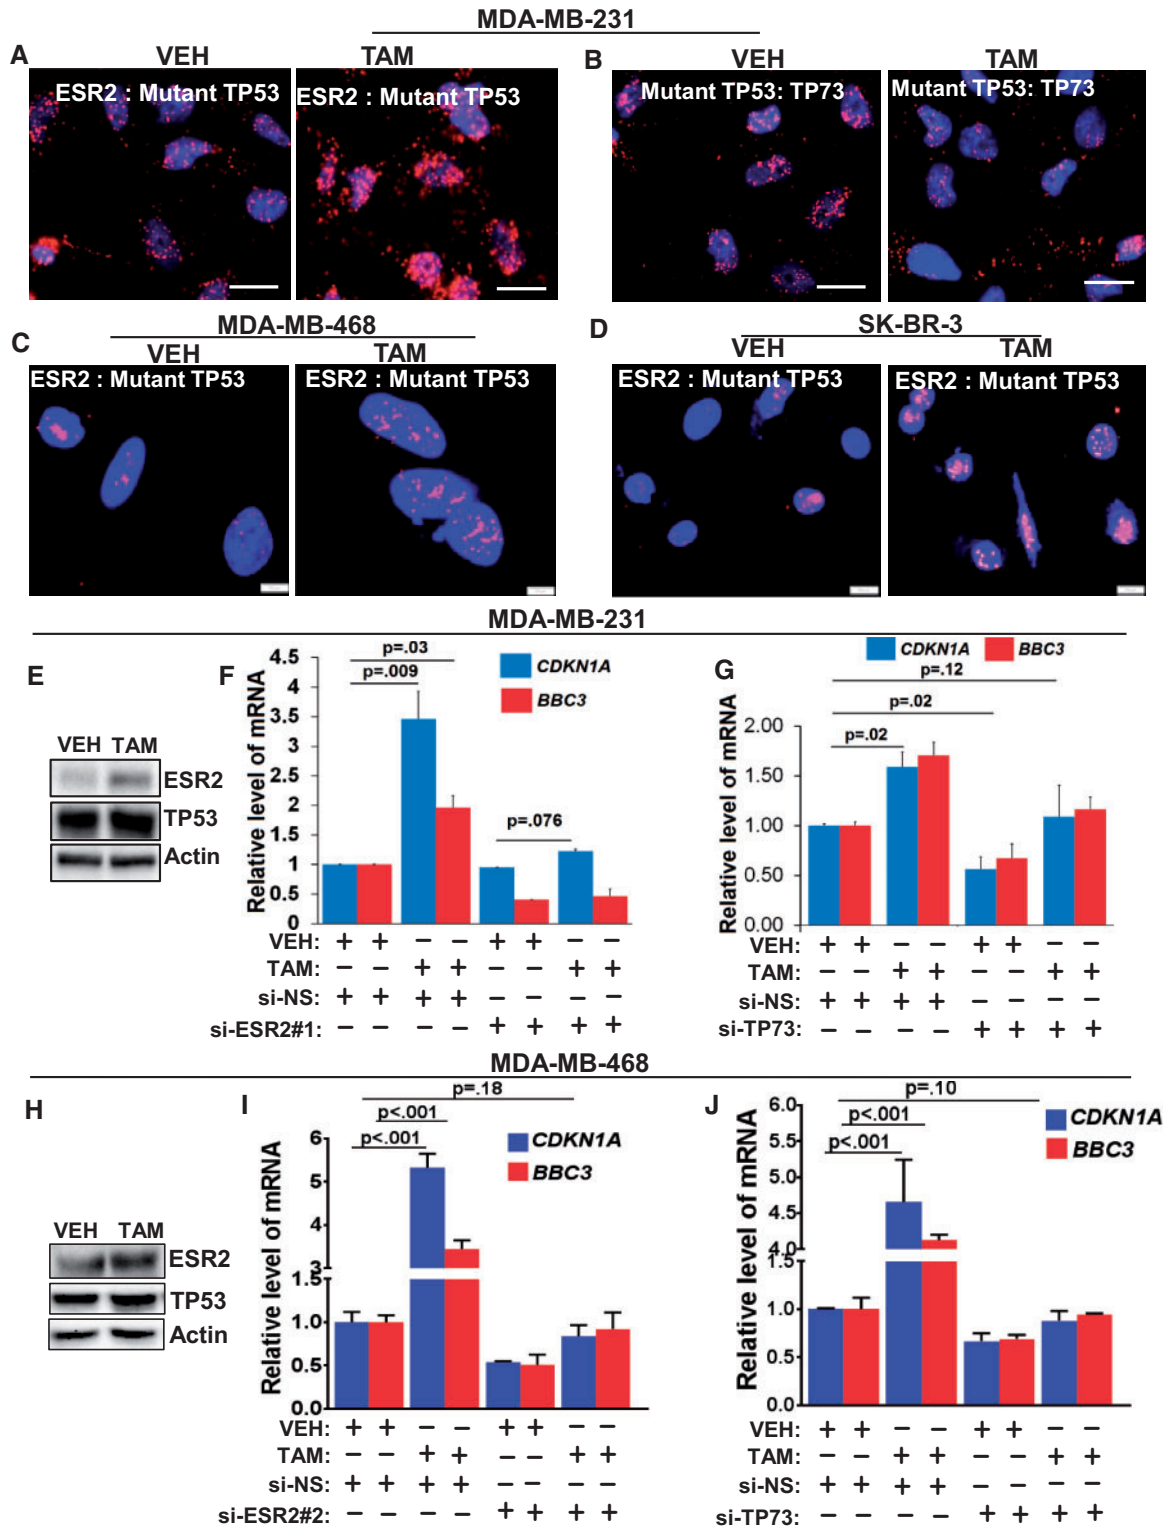 MDA-MB-231
A VEH TAM B VEH TAM
ESR2 : Mutant TP53 ESR2 : Mutant TP53 Mutant TP53: TP73 Mutant TP53: TP73
MDA-MB-468 SK-BR-3
C VEH TAM D VEH TAM
ESR2 : Mutant TP53 ESR2 : Mutant TP53 ESR2 : Mutant TP53 ESR2 : Mutant TP53
MDA-MB-231
E
VEH TAM
ESR2
TP53
Actin
F
Relative level of mRNA
4.5
4
3.5
3
2.5
2
1.5
1
0.5
0
p=.03
p=.009
p=.076
CDKN1A
BBC3
VEH: + + − − + + − −
TAM: − − + + − − + +
si-NS: + + + + − − − −
si-ESR2#1: − − − − + + + +
G
CDKN1A BBC3
p=.12
p=.02
p=.02
Relative level of mRNA
2.00
1.50
1.00
0.50
0.00
VEH: + + − − + + − −
TAM: − − + + − − + +
si-NS: + + + + − − − −
si-TP73: − − − − + + + +
MDA-MB-468
H
VEH TAM
ESR2
TP53
Actin
I
p=.18
p<.001
p<.001
CDKN1A
BBC3
Relative level of mRNA
6
5
4
3
1.5
1.0
0.5
0.0
VEH: + + − − + + − −
TAM: − − + + − − + +
si-NS: + + + + − − − −
si-ESR2#2: − − − − + + + +
J
p=.10
p<.001
p<.001
CDKN1A
BBC3
Relative level of mRNA
6.0
5.5
5.0
4.5
4.0
1.5
1.0
0.5
0.0
VEH: + + − − + + − −
TAM: − − + + − − + +
si-NS: + + + + − − − −
si-TP73: − − − − + + + +